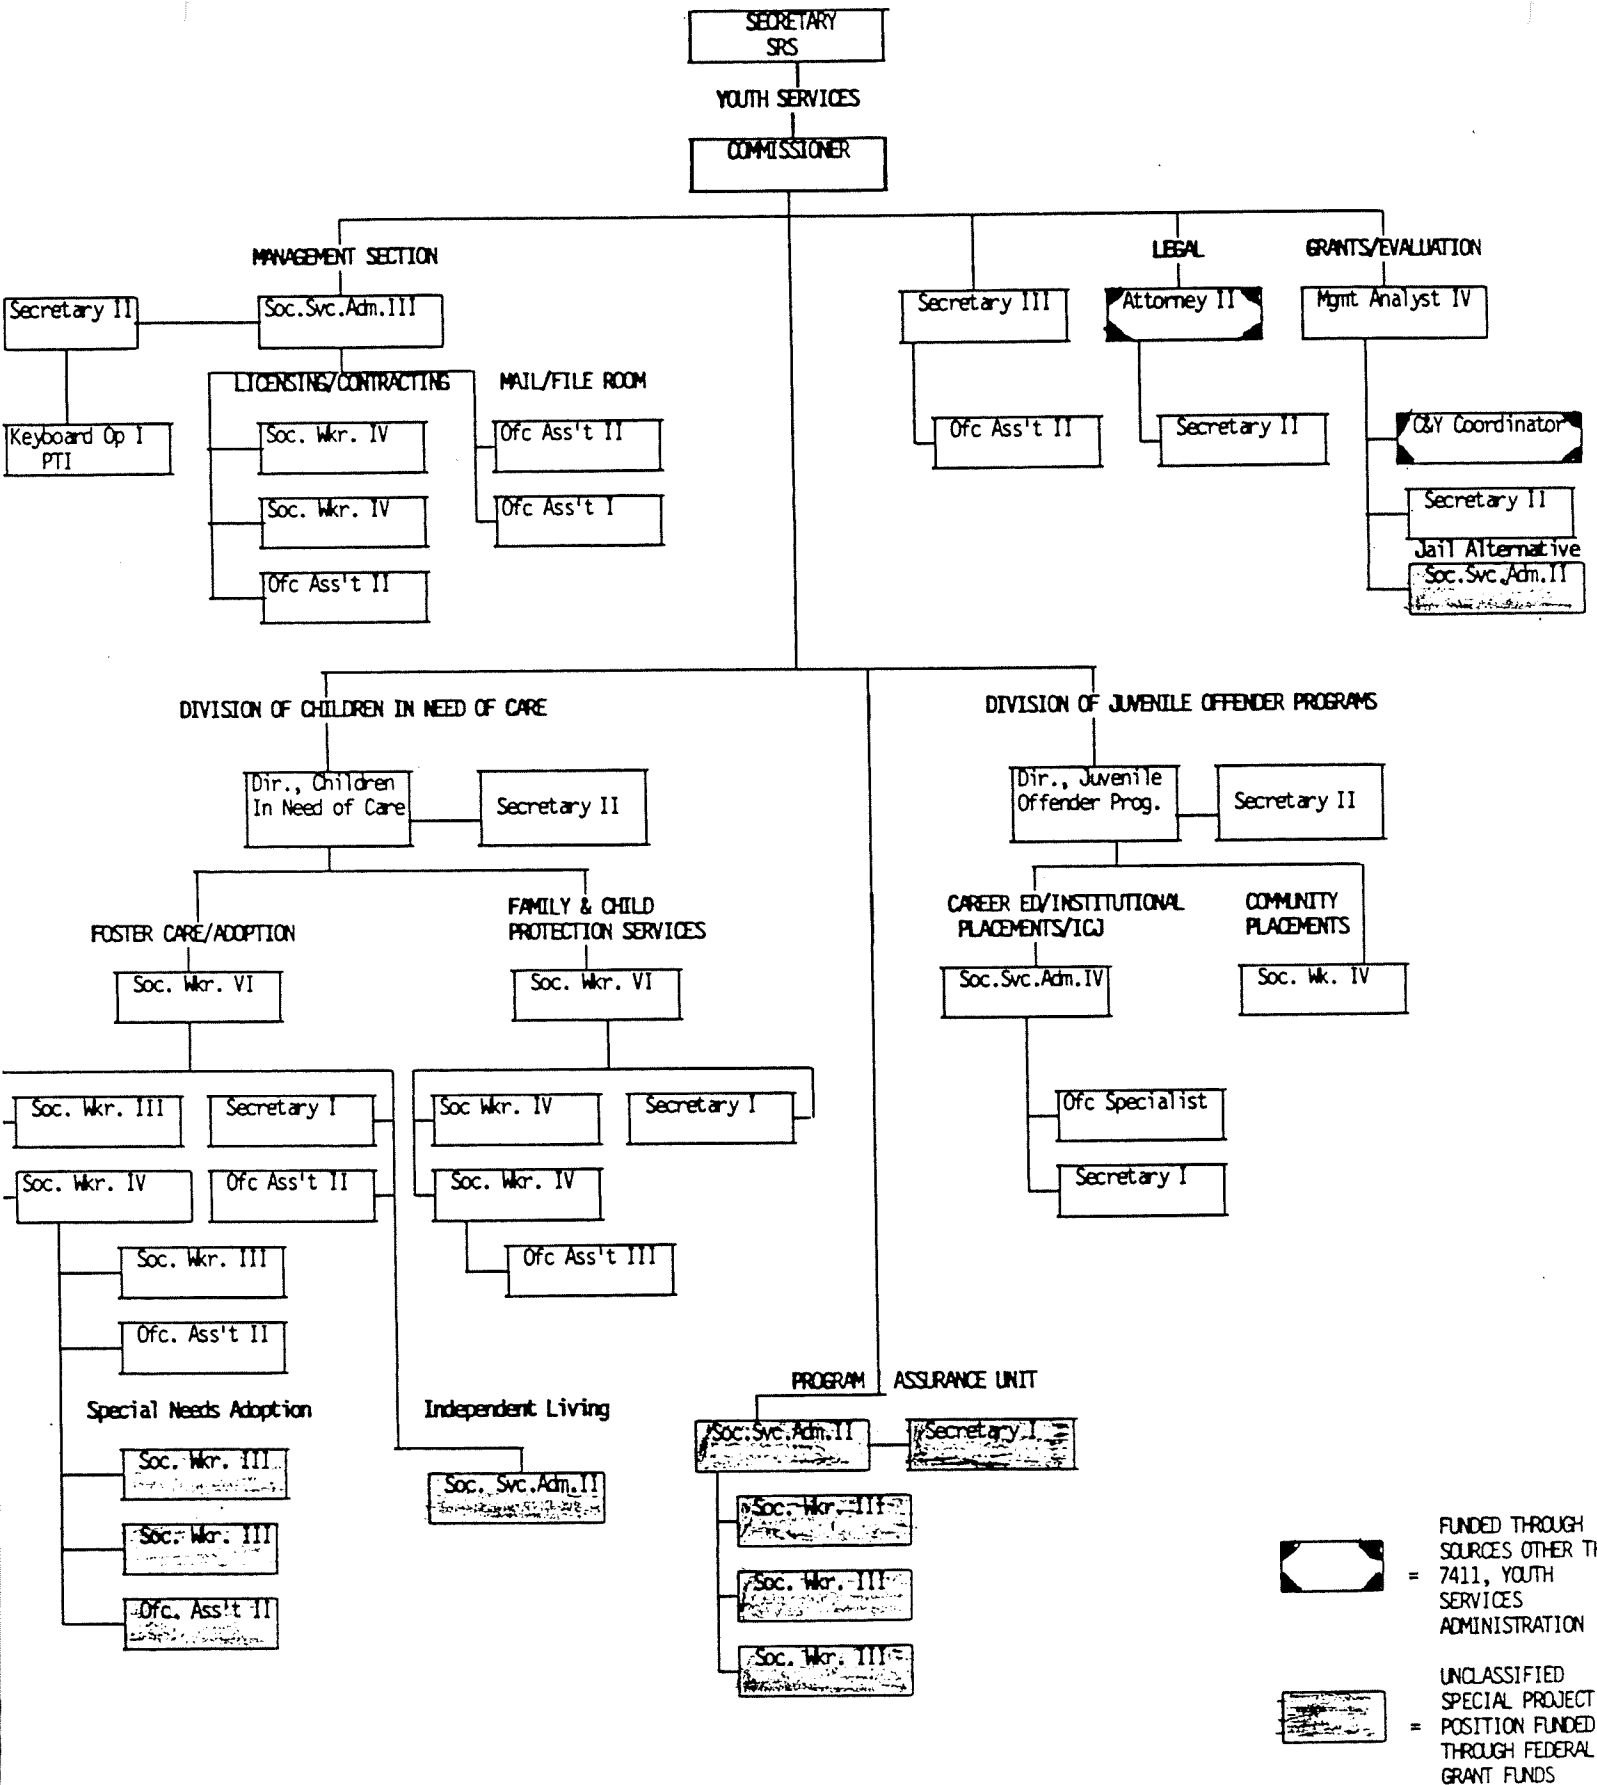 SECRETARY
SRS
YOUTH SERVICES
COMMISSIONER
MANAGEMENT SECTION
LEGAL
GRANTS/EVALUATION
Secretary II
Soc.Svc.Adm.III
Secretary III
Attorney II
Mgmt Analyst IV
LICENSING/CONTRACTING
MAIL/FILE ROOM
Keyboard Op I
PTI
Soc. Wkr. IV
Ofc Ass't II
Ofc Ass't II
Secretary II
C&Y Coordinator
Soc. Wkr. IV
Ofc Ass't I
Secretary II
Jail Alternative
Ofc Ass't II
Soc.Svc.Adm.II
DIVISION OF CHILDREN IN NEED OF CARE
DIVISION OF JUVENILE OFFENDER PROGRAMS
Dir., Children
In Need of Care
Secretary II
Dir., Juvenile
Offender Prog.
Secretary II
FOSTER CARE/ADOPTION
FAMILY & CHILD
PROTECTION SERVICES
CAREER ED/INSTITUTIONAL
PLACEMENTS/ICJ
COMMUNITY
PLACEMENTS
Soc. Wkr. VI
Soc. Wkr. VI
Soc.Svc.Adm.IV
Soc. Wk. IV
Soc. Wkr. III
Secretary I
Soc Wkr. IV
Secretary I
Ofc Specialist
Soc. Wkr. IV
Ofc Ass't II
Soc. Wkr. IV
Secretary I
Soc. Wkr. III
Ofc Ass't III
Ofc. Ass't II
Special Needs Adoption
Independent Living
PROGRAM ASSURANCE UNIT
Soc. Wkr. III
Soc. Svc.Adm.II
Soc.Svc.Adm.II
Secretary I
Soc. Wkr. III
Soc. Wkr. III
Ofc. Ass't II
Soc. Wkr. III
Soc. Wkr. III
FUNDED THROUGH
SOURCES OTHER
= 7411, YOUTH
SERVICES
ADMINISTRATION
UNCLASSIFIED
SPECIAL PROJECT
= POSITION FUNDED
THROUGH FEDERAL
GRANT FUNDS